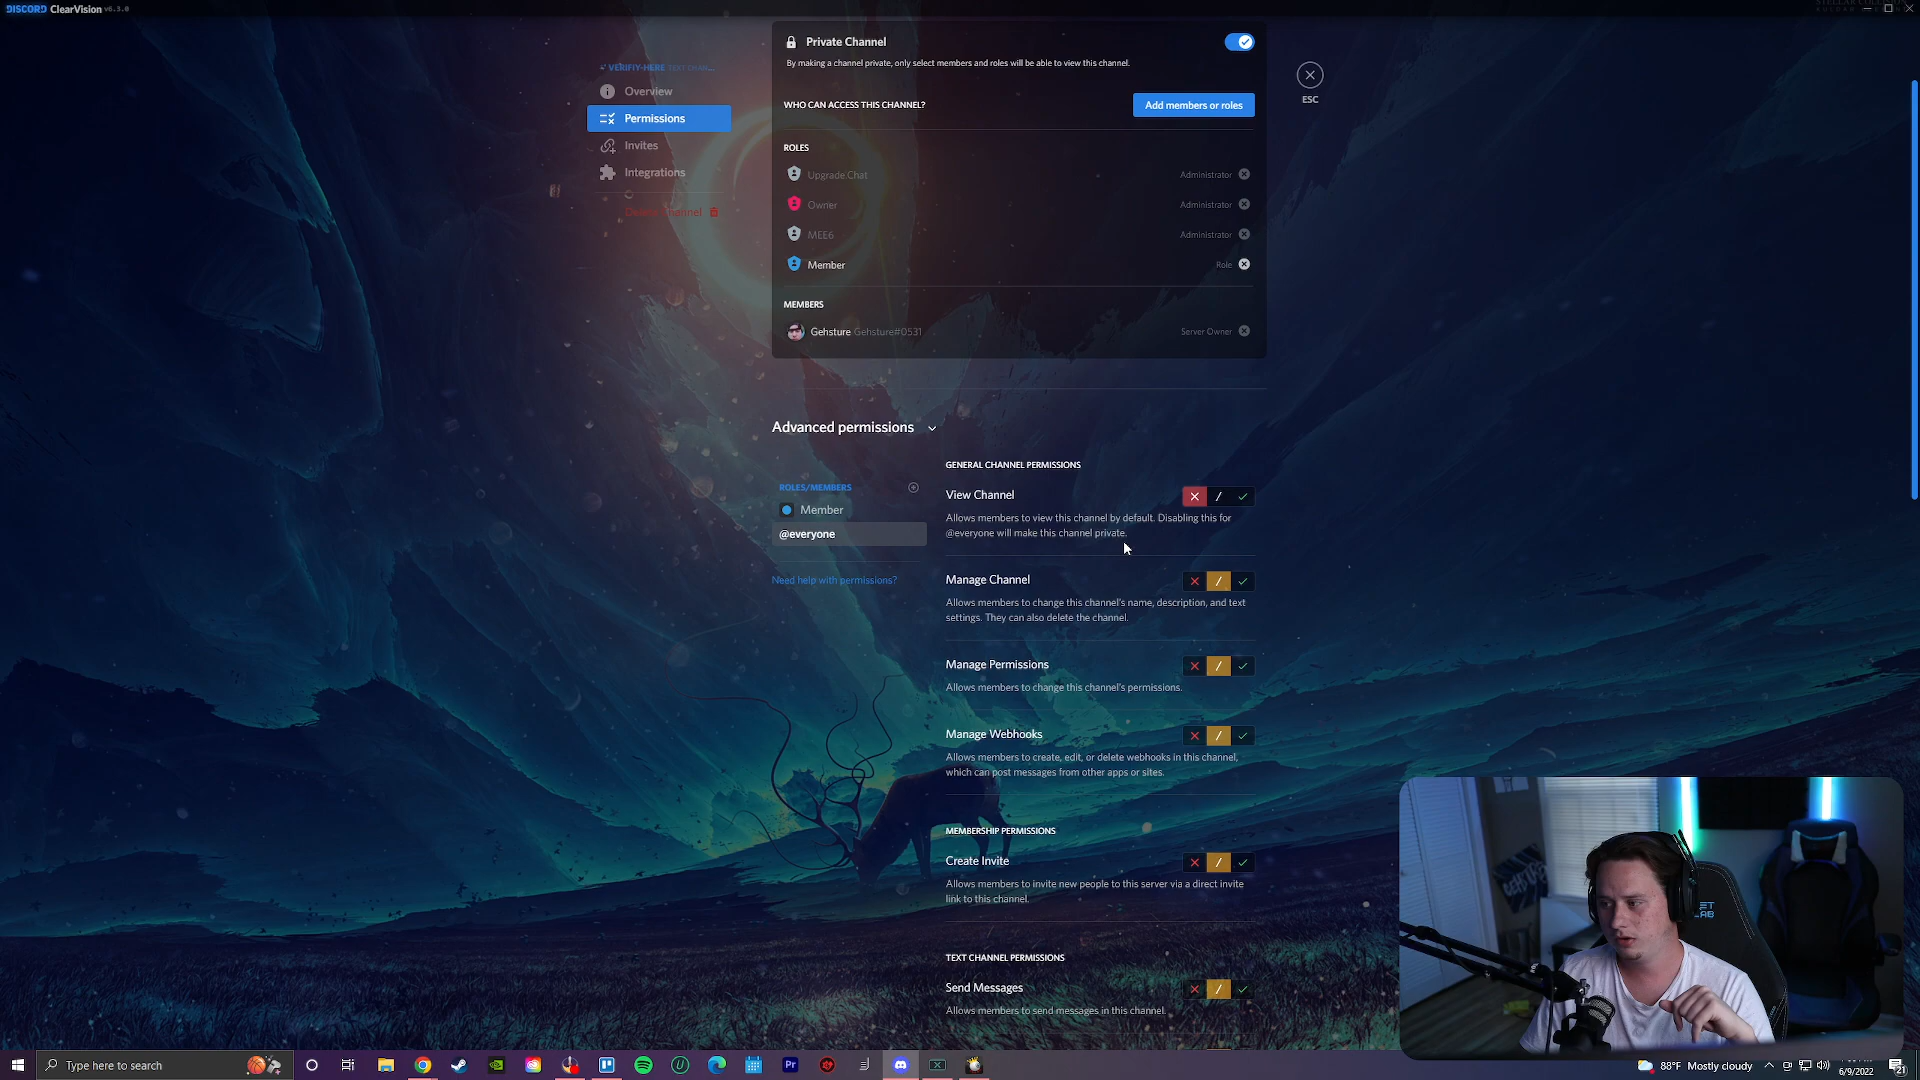 DISCORD ClearVision v6.3.0
VERIFIY-HERE TEXT CHAN...
Overview
Permissions
Invites
Integrations
Private Channel
By making a channel private, only select members and roles will be able to view this channel.
WHO CAN ACCESS THIS CHANNEL?
Add members or roles
ROLES
Upgrade.Chat
Administrator
Owner
Administrator
MEE6
Administrator
Member
Role
MEMBERS
Gehsture Gehsture#0531
Server Owner
ESC
Advanced permissions
ROLES/MEMBERS
Member
@everyone
Need help with permissions?
GENERAL CHANNEL PERMISSIONS
View Channel
Allows members to view this channel by default. Disabling this for
@everyone will make this channel private.
Manage Channel
Allows members to change this channel's name, description, and text
settings. They can also delete the channel.
Manage Permissions
Allows members to change this channel's permissions.
Manage Webhooks
Allows members to create, edit, or delete webhooks in this channel,
which can post messages from other apps or sites.
MEMBERSHIP PERMISSIONS
Create Invite
Allows members to invite new people to this server via a direct invite
link to this channel.
TEXT CHANNEL PERMISSIONS
Send Messages
Allows members to send messages in this channel.
Type here to search
Pr
88°F Mostly cloudy
6/9/2022
21